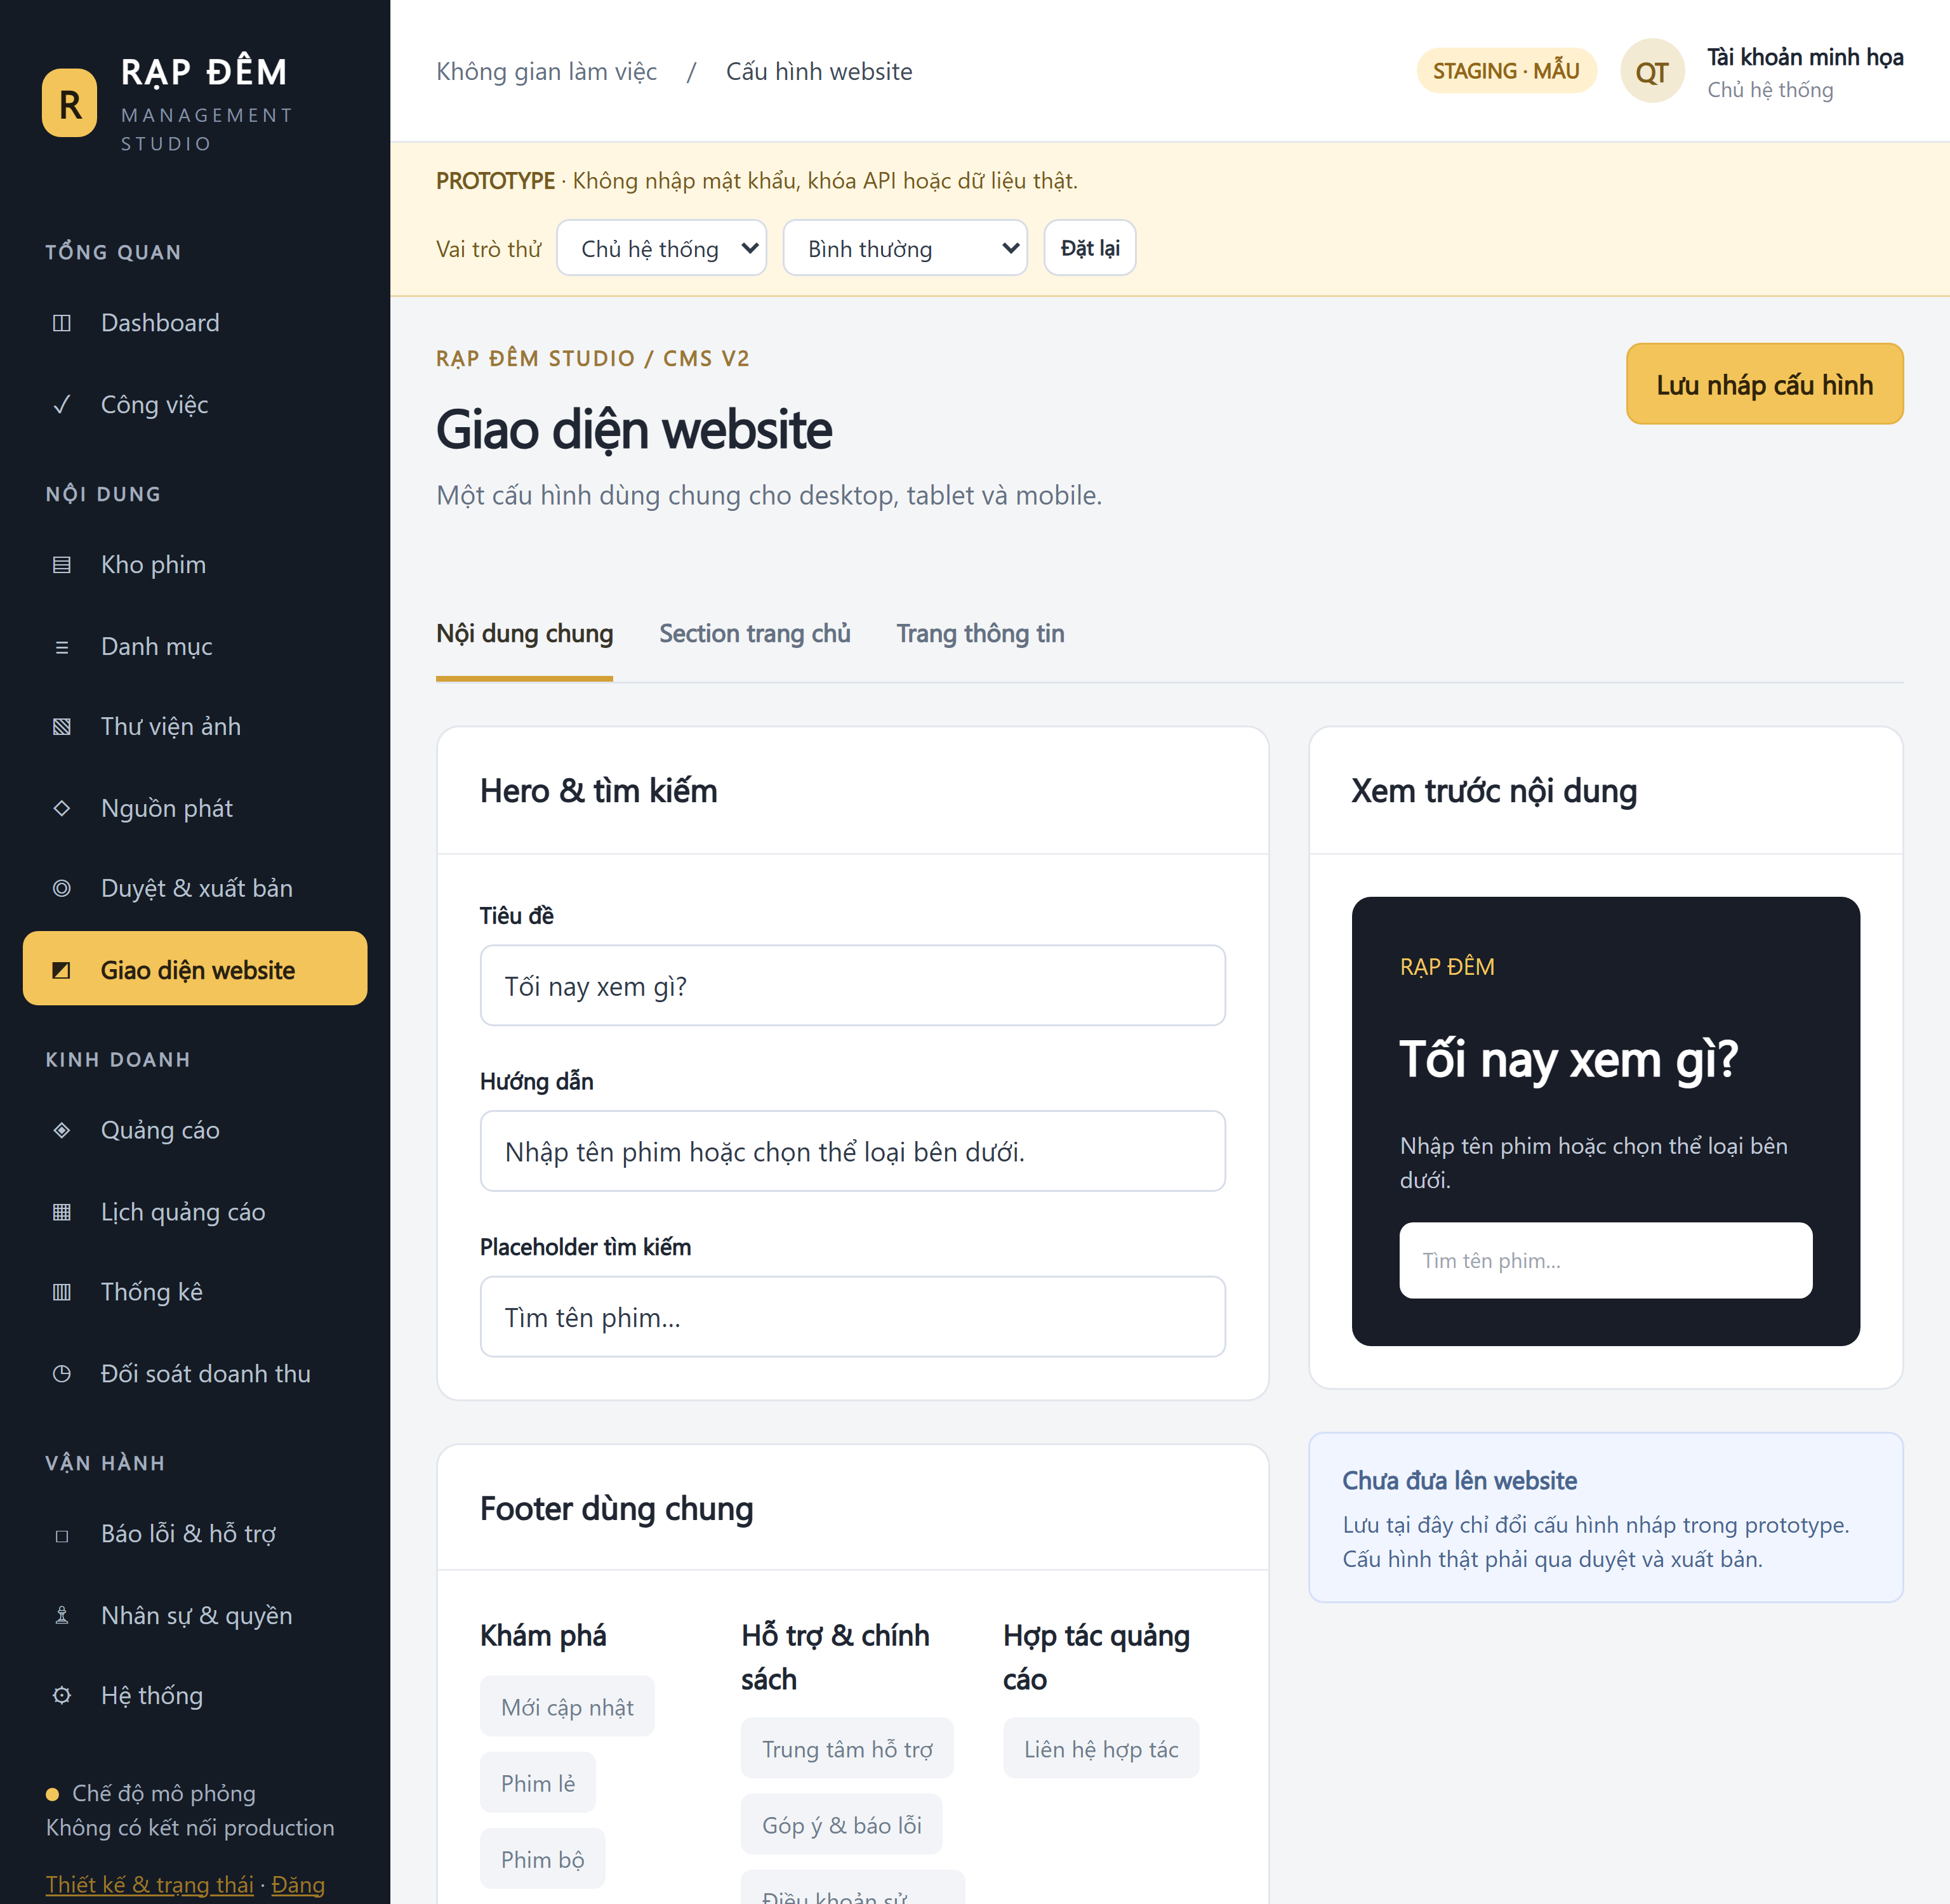 R
RẠP ĐÊM
MANAGEMENT
STUDIO
TỔNG QUAN
Dashboard
Công việc
NỘI DUNG
Kho phim
Danh mục
Thư viện ảnh
Nguồn phát
Duyệt & xuất bản
Giao diện website
KINH DOANH
Quảng cáo
Lịch quảng cáo
Thống kê
Đối soát doanh thu
VẬN HÀNH
Báo lỗi & hỗ trợ
Nhân sự & quyền
Hệ thống
Chế độ mô phỏng
Không có kết nối production
Thiết kế & trạng thái · Đăng
Không gian làm việc / Cấu hình website
STAGING · MẪU
QT
Tài khoản minh họa
Chủ hệ thống
PROTOTYPE · Không nhập mật khẩu, khóa API hoặc dữ liệu thật.
Vai trò thử Chủ hệ thống Bình thường Đặt lại
RẠP ĐÊM STUDIO / CMS V2
Giao diện website
Một cấu hình dùng chung cho desktop, tablet và mobile.
Lưu nháp cấu hình
Nội dung chung Section trang chủ Trang thông tin
Hero & tìm kiếm
Tiêu đề
Tối nay xem gì?
Hướng dẫn
Nhập tên phim hoặc chọn thể loại bên dưới.
Placeholder tìm kiếm
Tìm tên phim...
Xem trước nội dung
RẠP ĐÊM
Tối nay xem gì?
Nhập tên phim hoặc chọn thể loại bên
dưới.
Tìm tên phim...
Chưa đưa lên website
Lưu tại đây chỉ đổi cấu hình nháp trong prototype.
Cấu hình thật phải qua duyệt và xuất bản.
Footer dùng chung
Khám phá
Mới cập nhật
Phim lẻ
Phim bộ
Hỗ trợ & chính
sách
Trung tâm hỗ trợ
Góp ý & báo lỗi
Điều khoản sử
Hợp tác quảng
cáo
Liên hệ hợp tác